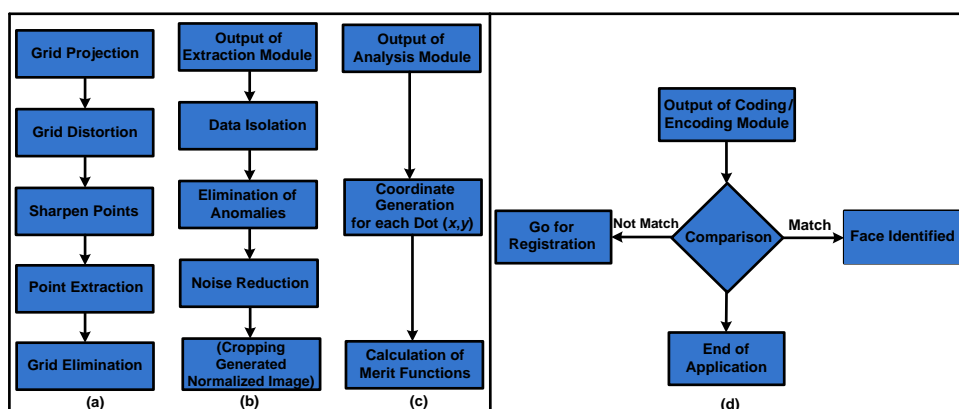 Grid Projection
Grid Distortion
Sharpen Points
Point Extraction
Grid Elimination
(a)
Output of
Extraction Module
Data Isolation
Elimination of
Anomalies
Noise Reduction
(Cropping
Generated
Normalized Image)
(b)
Output of
Analysis Module
Coordinate
Generation
for each Dot (x,y)
Calculation of
Merit Functions
(c)
Output of Coding/
Encoding Module
Go for
Registration
Not Match
Comparison
Match
Face Identified
End of
Application
(d)